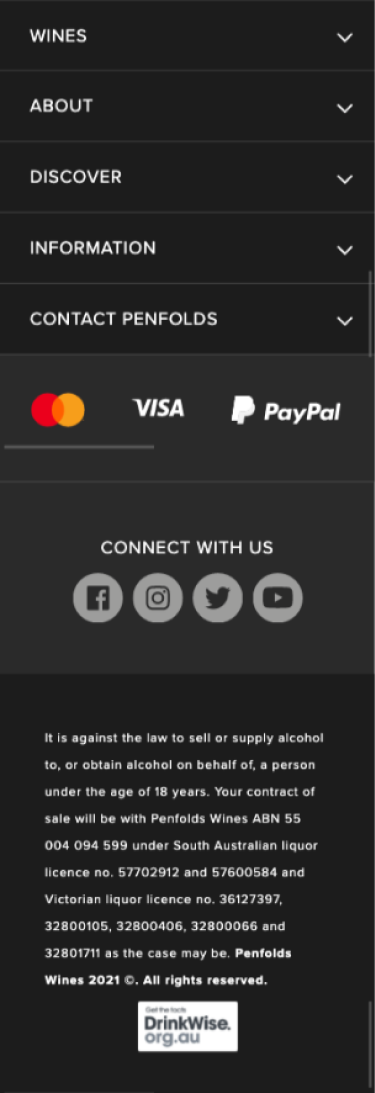 WINES
ABOUT
DISCOVER
INFORMATION
CONTACT PENFOLDS
VISA PayPal
CONNECT WITH US
It is against the law to sell or supply alcohol
to, or obtain alcohol on behalf of, a person
under the age of 18 years. Your contract of
sale will be with Penfolds Wines ABN 55
004 094 599 under South Australian liquor
licence no. 57702912 and 57600584 and
Victorian liquor licence no. 36127397,
32800105, 32800406, 32800066 and
32801711 as the case may be. Penfolds
Wines 2021 ©. All rights reserved.
Get the facts
DrinkWise.
org.au